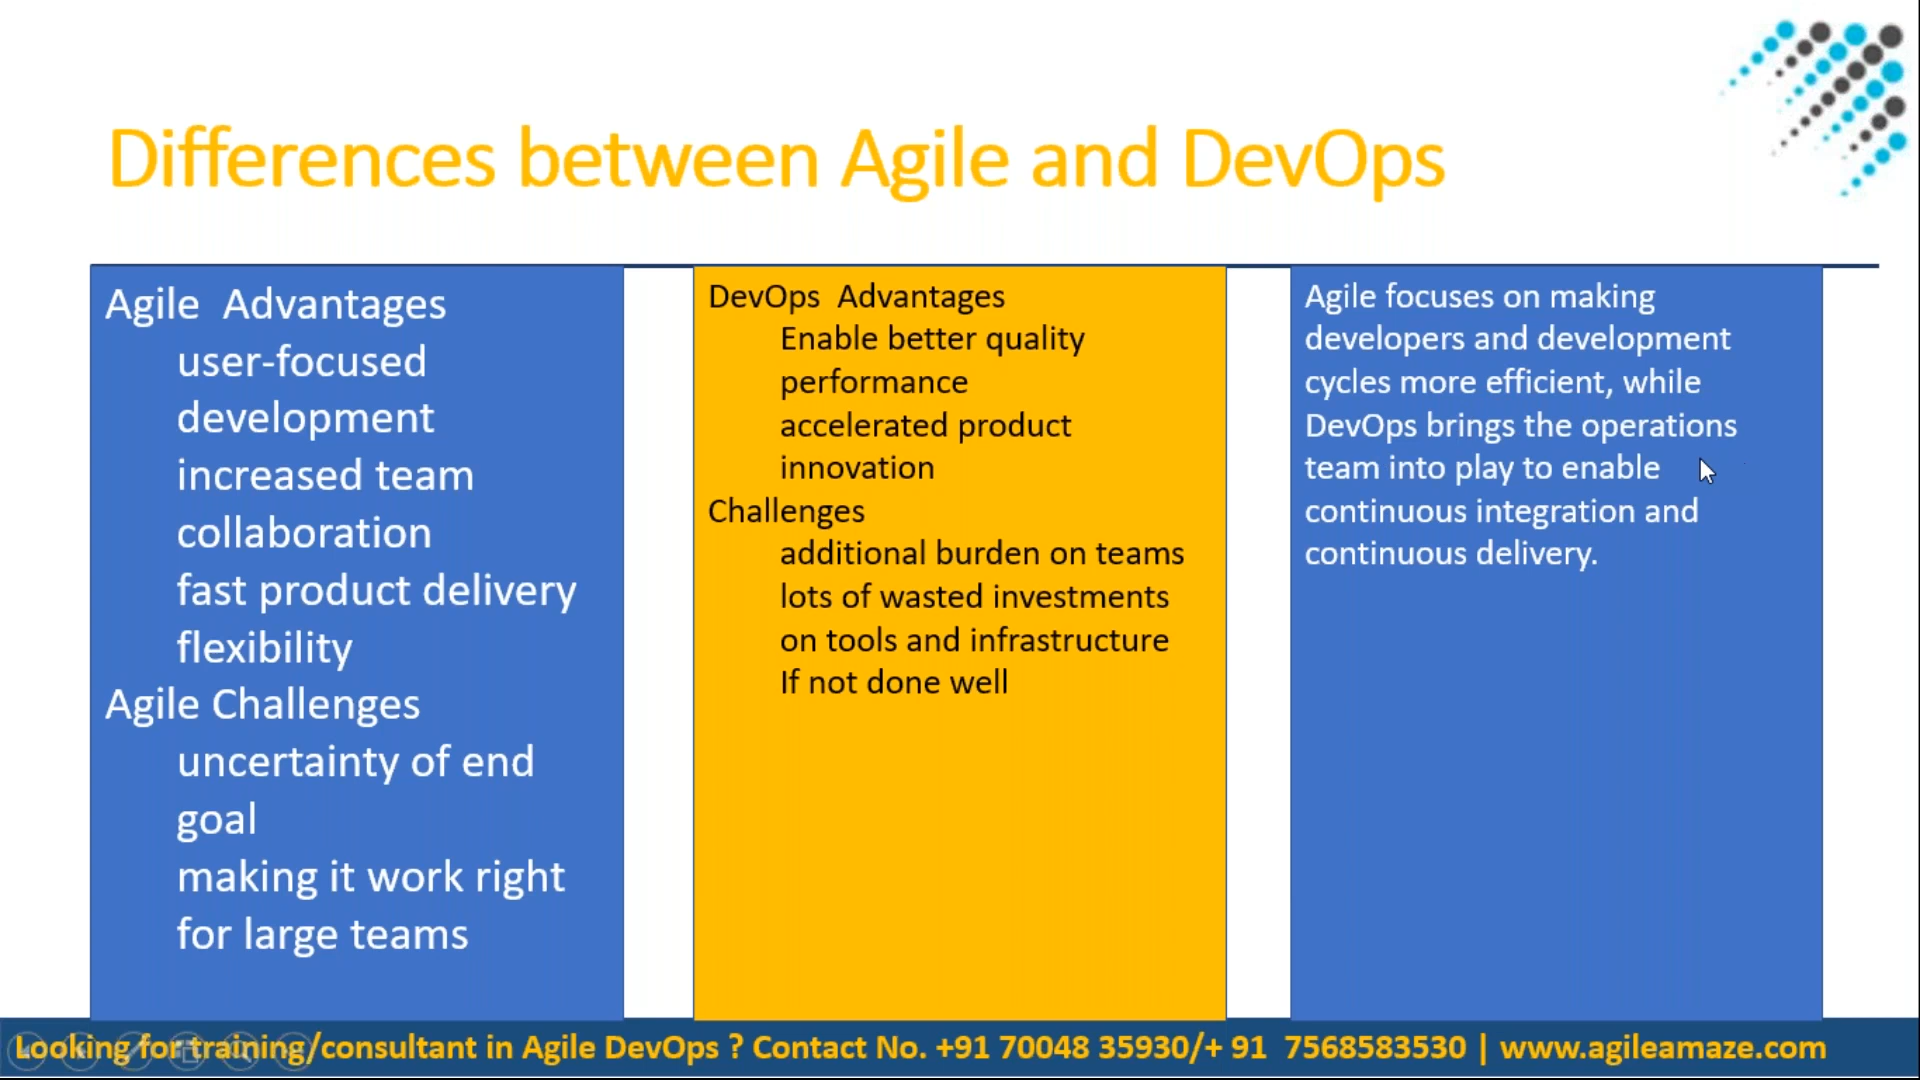 Differences between Agile and DevOps
Agile  Advantages
user-focused
development
increased team
collaboration
fast product delivery
flexibility
Agile Challenges
uncertainty of end
goal
making it work right
for large teams
DevOps  Advantages
Enable better quality
performance
accelerated product
innovation
Challenges
additional burden on teams
lots of wasted investments
on tools and infrastructure
If not done well
Agile focuses on making
developers and development
cycles more efficient, while
DevOps brings the operations
team into play to enable
continuous integration and
continuous delivery.
Looking for training/consultant in Agile DevOps ? Contact No. +91 70048 35930/+ 91  7568583530 | www.agileamaze.com